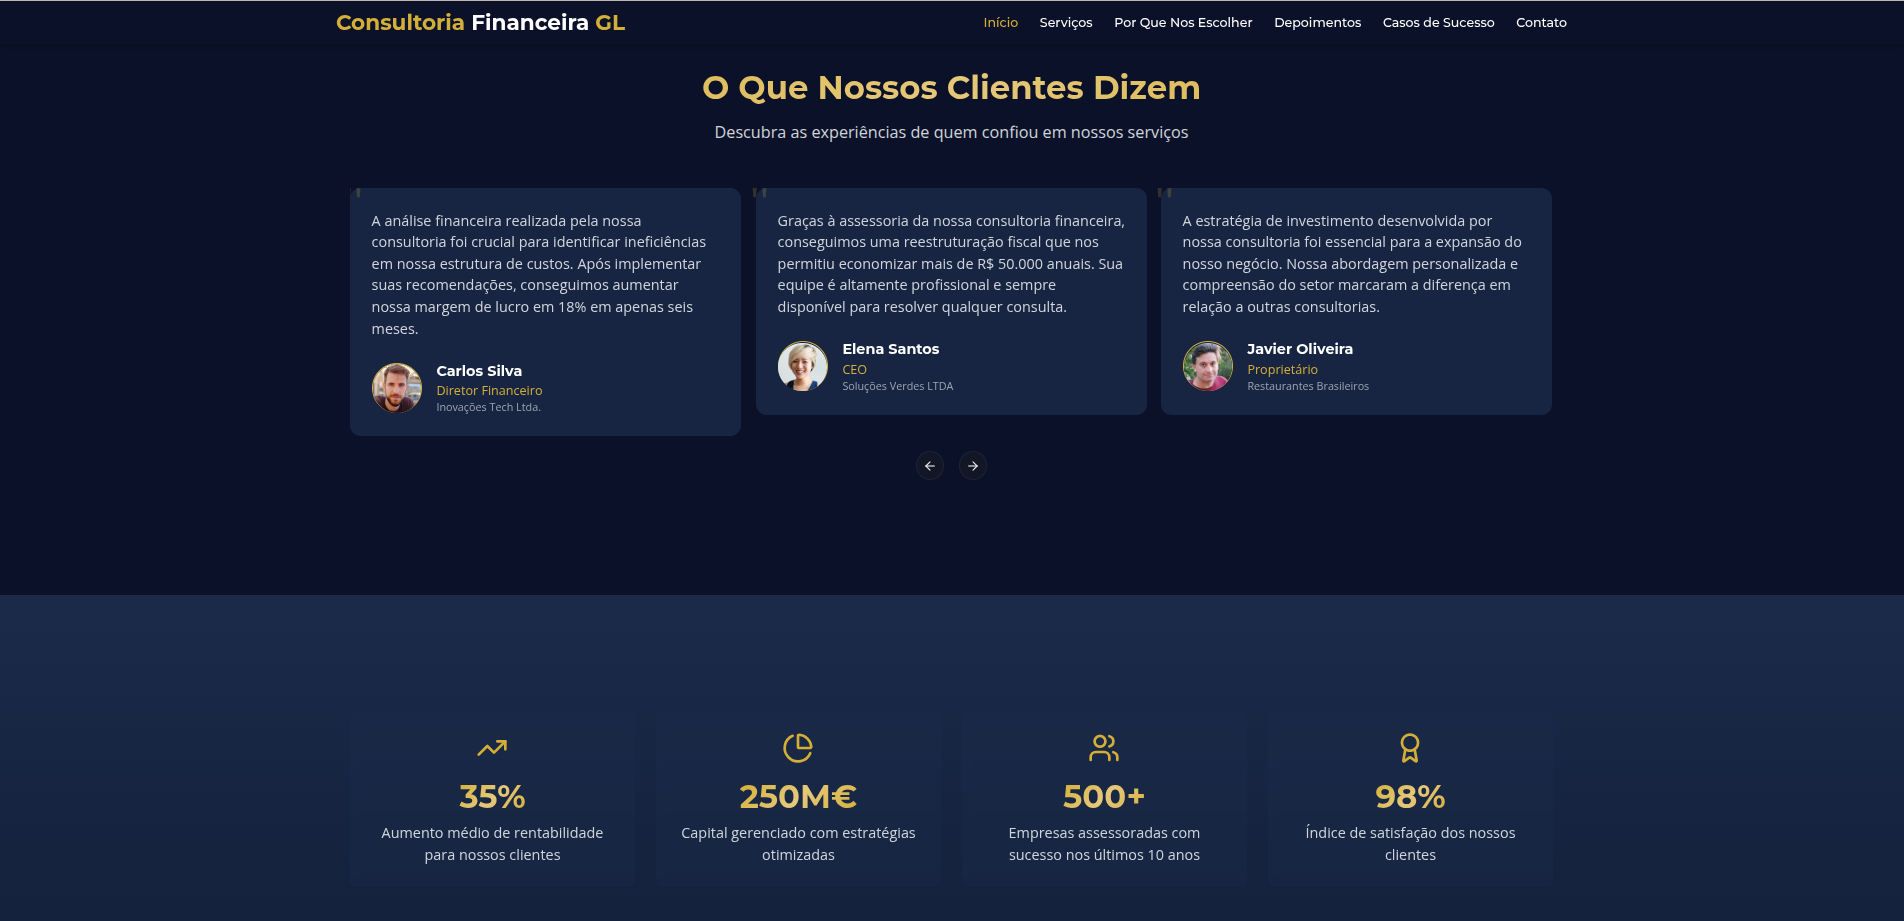 Consultoria Financeira GL
Início Serviços Por Que Nos Escolher Depoimentos Casos de Sucesso Contato
O Que Nossos Clientes Dizem
Descubra as experiências de quem confiou em nossos serviços
A análise financeira realizada pela nossa
consultoria foi crucial para identificar ineficiências
em nossa estrutura de custos. Após implementar
suas recomendações, conseguimos aumentar
nossa margem de lucro em 18% em apenas seis
meses.
Carlos Silva
Diretor Financeiro
Inovações Tech Ltda.
Graças à assessoria da nossa consultoria financeira,
conseguimos uma reestruturação fiscal que nos
permitiu economizar mais de R$ 50.000 anuais. Sua
equipe é altamente profissional e sempre
disponível para resolver qualquer consulta.
Elena Santos
CEO
Soluções Verdes LTDA
A estratégia de investimento desenvolvida por
nossa consultoria foi essencial para a expansão do
nosso negócio. Nossa abordagem personalizada e
compreensão do setor marcaram a diferença em
relação a outras consultorias.
Javier Oliveira
Proprietário
Restaurantes Brasileiros
35%
Aumento médio de rentabilidade
para nossos clientes
250M€
Capital gerenciado com estratégias
otimizadas
500+
Empresas assessoradas com
sucesso nos últimos 10 anos
98%
Índice de satisfação dos nossos
clientes